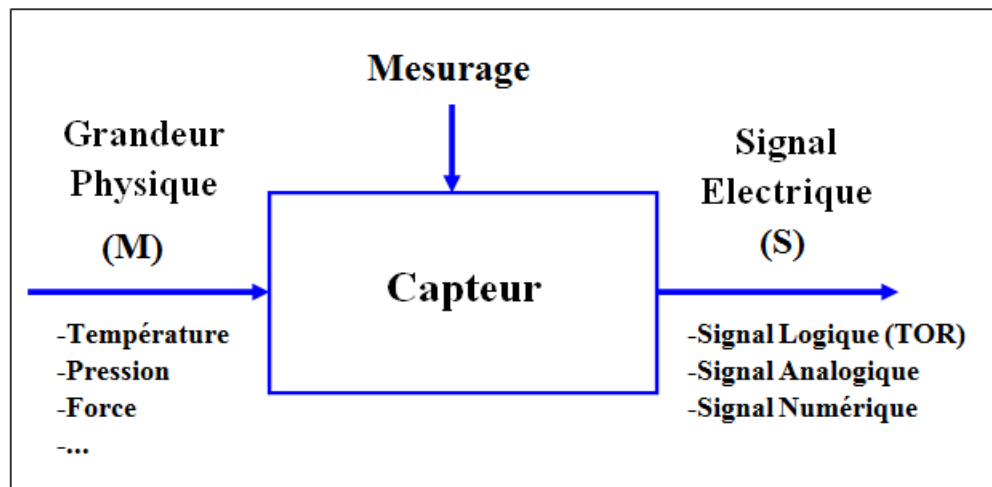 Mesurage
Grandeur
Physique
(M)
Signal
Electrique
(S)
Capteur
-Température
-Pression
-Force
-...
-Signal Logique (TOR)
-Signal Analogique
-Signal Numérique